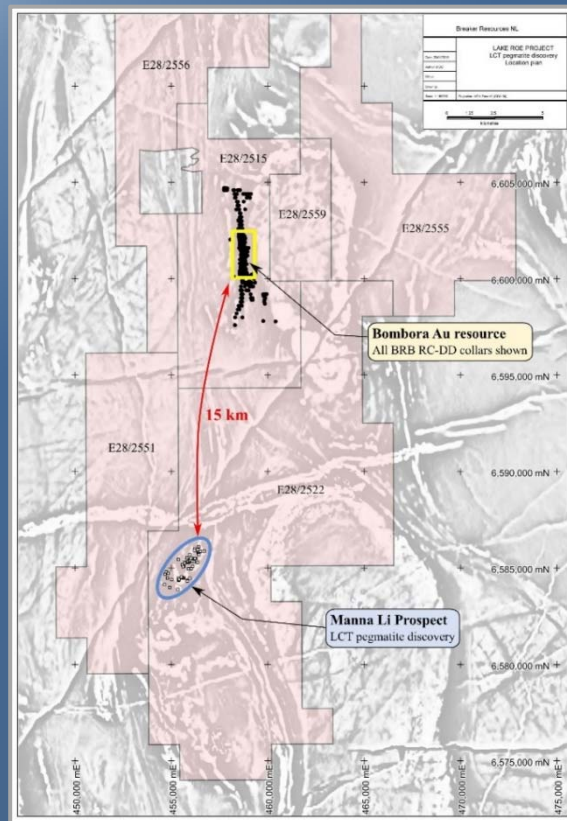 Breaker Resources NL
LAKE ROE PROJECT
LCT pegmatite discovery
Location plan
E28/2556
E28/2515
E28/2559
E28/2555
6,605,000 mN
6,600,000 mN
Bombora Au resource
All BRB RC-DD collars shown
6,595,000 mN
15 km
E28/2551
E28/2522
6,590,000 mN
6,585,000 mN
Manna Li Prospect
LCT pegmatite discovery
6,580,000 mN
6,575,000 mN
450,000 mE
455,000 mE
460,000 mE
465,000 mE
470,000 mE
475,000 mE